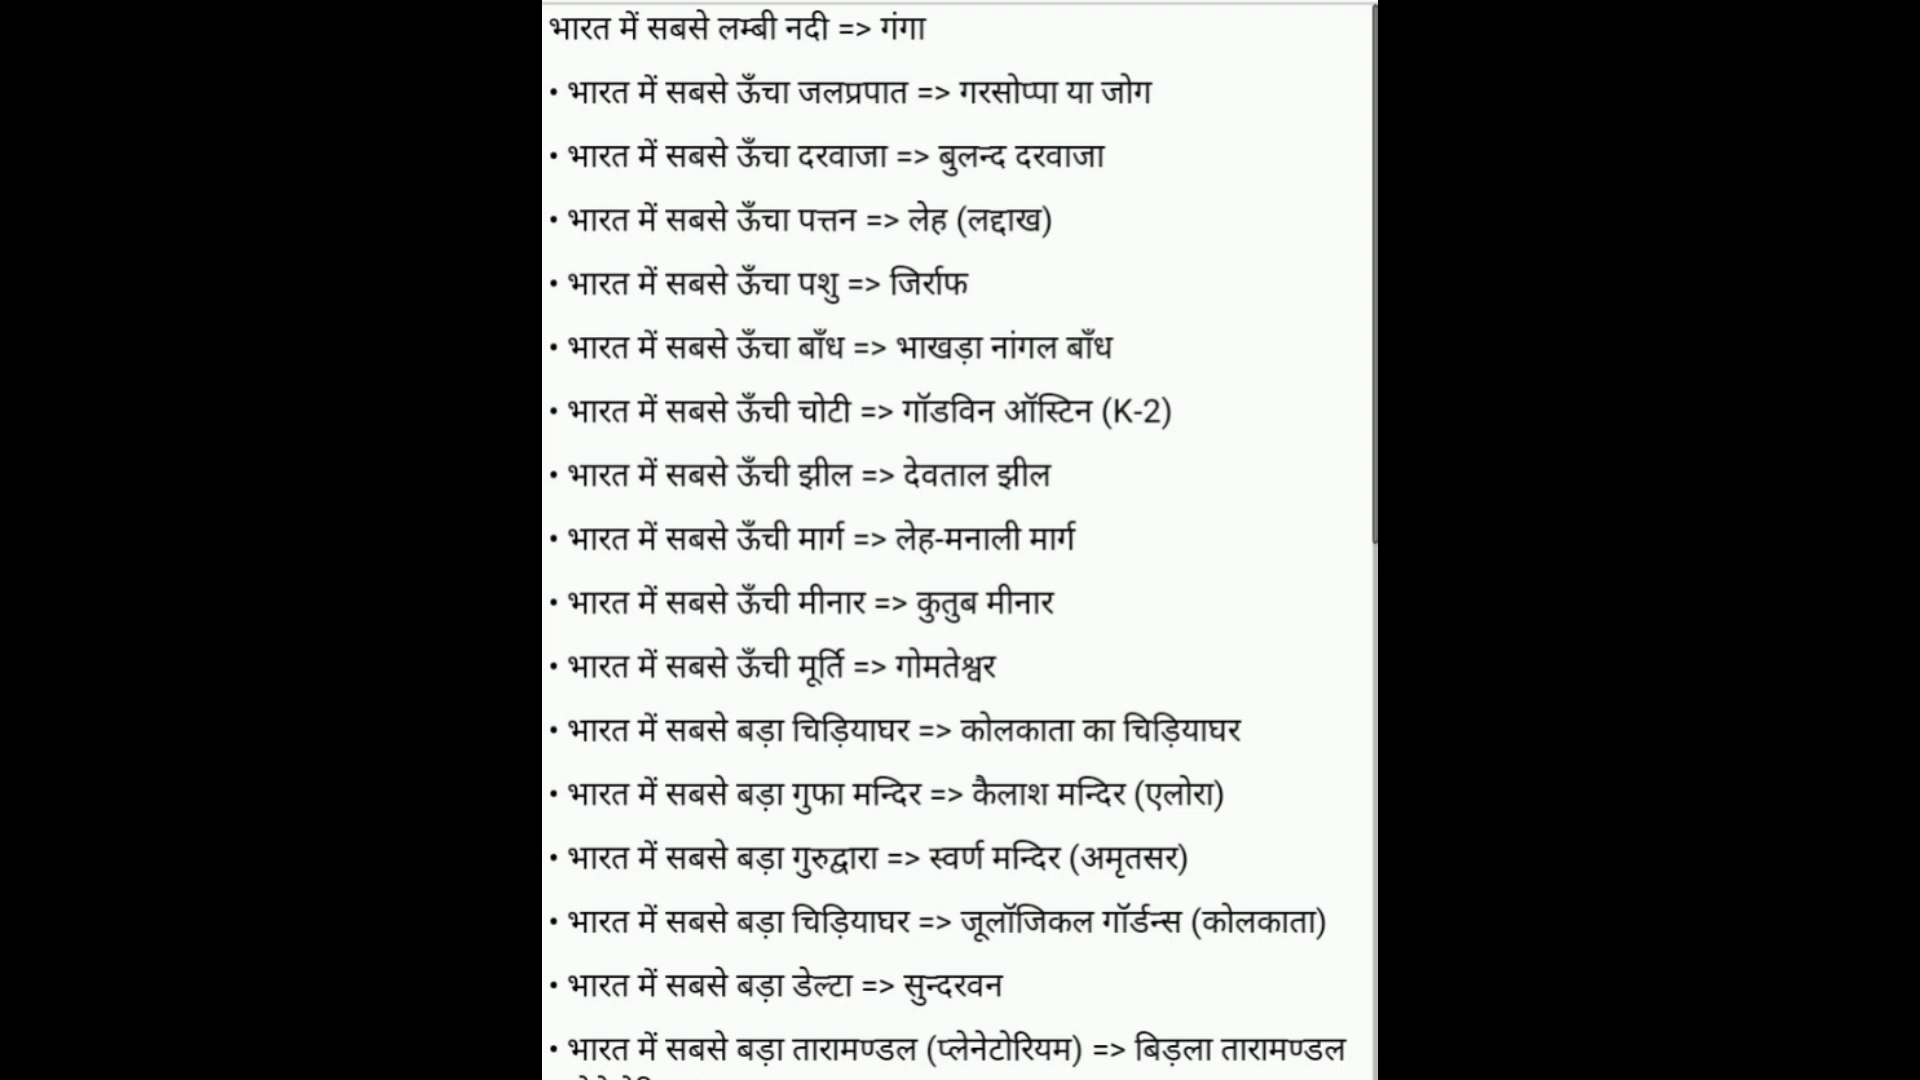 भारत में सबसे लम्बी नदी => गंगा
• भारत में सबसे ऊँचा जलप्रपात => गरसोप्पा या जोग
• भारत में सबसे ऊँचा दरवाजा => बुलन्द दरवाजा
• भारत में सबसे ऊँचा पत्तन => लेह (लद्दाख)
• भारत में सबसे ऊँचा पशु => जिर्राफ
• भारत में सबसे ऊँचा बाँध => भाखड़ा नांगल बाँध
• भारत में सबसे ऊँची चोटी => गॉडविन ऑस्टिन (K-2)
• भारत में सबसे ऊँची झील => देवताल झील
• भारत में सबसे ऊँची मार्ग => लेह-मनाली मार्ग
• भारत में सबसे ऊँची मीनार => कुतुब मीनार
• भारत में सबसे ऊँची मूर्ति => गोमतेश्वर
• भारत में सबसे बड़ा चिड़ियाघर => कोलकाता का चिड़ियाघर
• भारत में सबसे बड़ा गुफा मन्दिर => कैलाश मन्दिर (एलोरा)
• भारत में सबसे बड़ा गुरुद्वारा => स्वर्ण मन्दिर (अमृतसर)
• भारत में सबसे बड़ा चिड़ियाघर => जूलॉजिकल गॉर्डन्स (कोलकाता)
• भारत में सबसे बड़ा डेल्टा => सुन्दरवन
• भारत में सबसे बड़ा तारामण्डल (प्लेनेटोरियम) => बिड़ला तारामण्डल